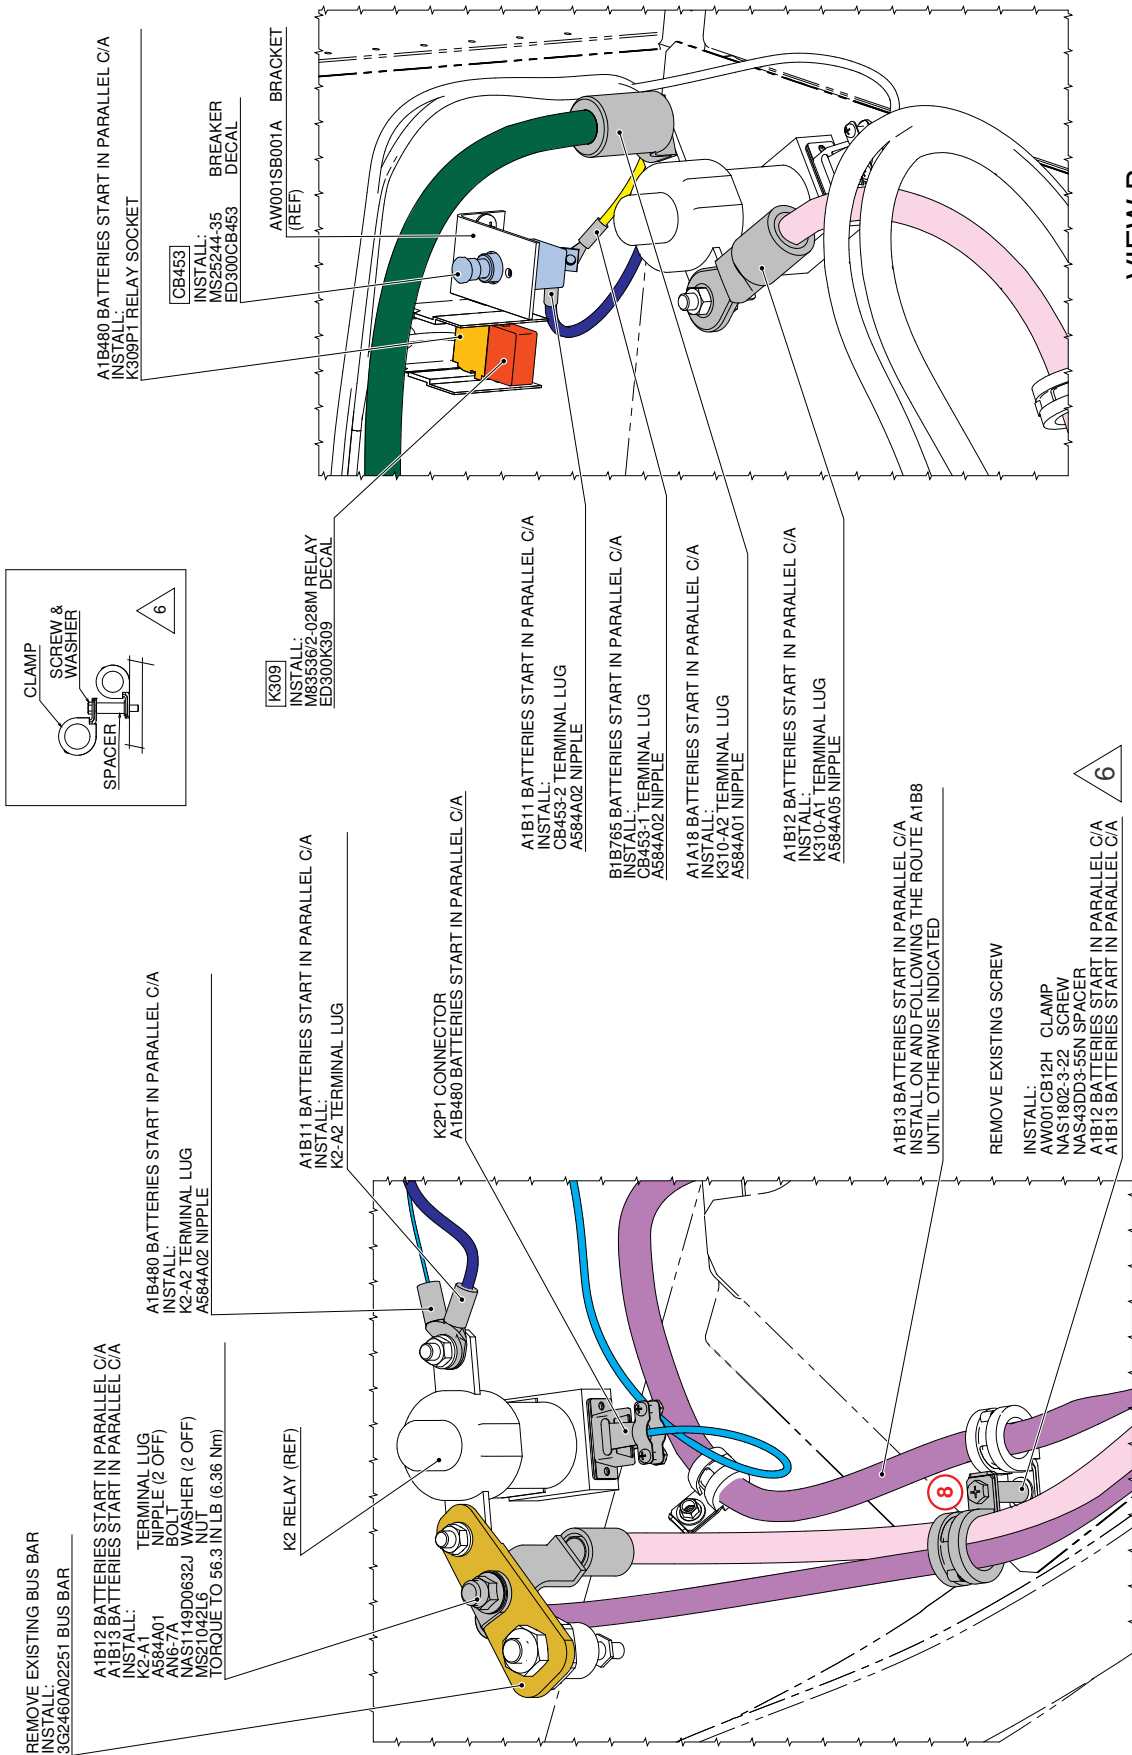 REMOVE EXISTING BUS BAR
INSTALL:
3G2460A02251 BUS BAR
A1B12 BATTERIES START IN PARALLEL C/A
A1B13 BATTERIES START IN PARALLEL C/A
INSTALL:
K2-A1 TERMINAL LUG
A584A01 NIPPLE (2 OFF)
AN6-7A BOLT
NAS1149D0632J WASHER (2 OFF)
MS21042L6 NUT
TORQUE TO 56.3 IN LB (6.36 Nm)
K2 RELAY (REF)
A1B480 BATTERIES START IN PARALLEL C/A
INSTALL:
K2-A2 TERMINAL LUG
A584A02 NIPPLE
A1B11 BATTERIES START IN PARALLEL C/A
INSTALL:
K2-A2 TERMINAL LUG
K2P1 CONNECTOR
A1B480 BATTERIES START IN PARALLEL C/A
A1B13 BATTERIES START IN PARALLEL C/A
INSTALL ON AND FOLLOWING THE ROUTE A1B8
UNTIL OTHERWISE INDICATED
REMOVE EXISTING SCREW
INSTALL:
AW001CB12H CLAMP
NAS1802-3-22 SCREW
NAS43DD3-55N SPACER
A1B12 BATTERIES START IN PARALLEL C/A
A1B13 BATTERIES START IN PARALLEL C/A
6
8
CLAMP
SCREW &
WASHER
SPACER
6
A1B480 BATTERIES START IN PARALLEL C/A
INSTALL:
K309P1 RELAY SOCKET
CB453
INSTALL:
MS25244-35 BREAKER
ED300CB453 DECAL
AW001SB001A BRACKET
(REF)
K309
INSTALL:
M83536/2-028M RELAY
ED300K309 DECAL
A1B11 BATTERIES START IN PARALLEL C/A
INSTALL:
CB453-2 TERMINAL LUG
A584A02 NIPPLE
B1B765 BATTERIES START IN PARALLEL C/A
INSTALL:
CB453-1 TERMINAL LUG
A584A02 NIPPLE
A1A18 BATTERIES START IN PARALLEL C/A
INSTALL:
K310-A2 TERMINAL LUG
A584A01 NIPPLE
A1B12 BATTERIES START IN PARALLEL C/A
INSTALL:
K310-A1 TERMINAL LUG
A584A05 NIPPLE